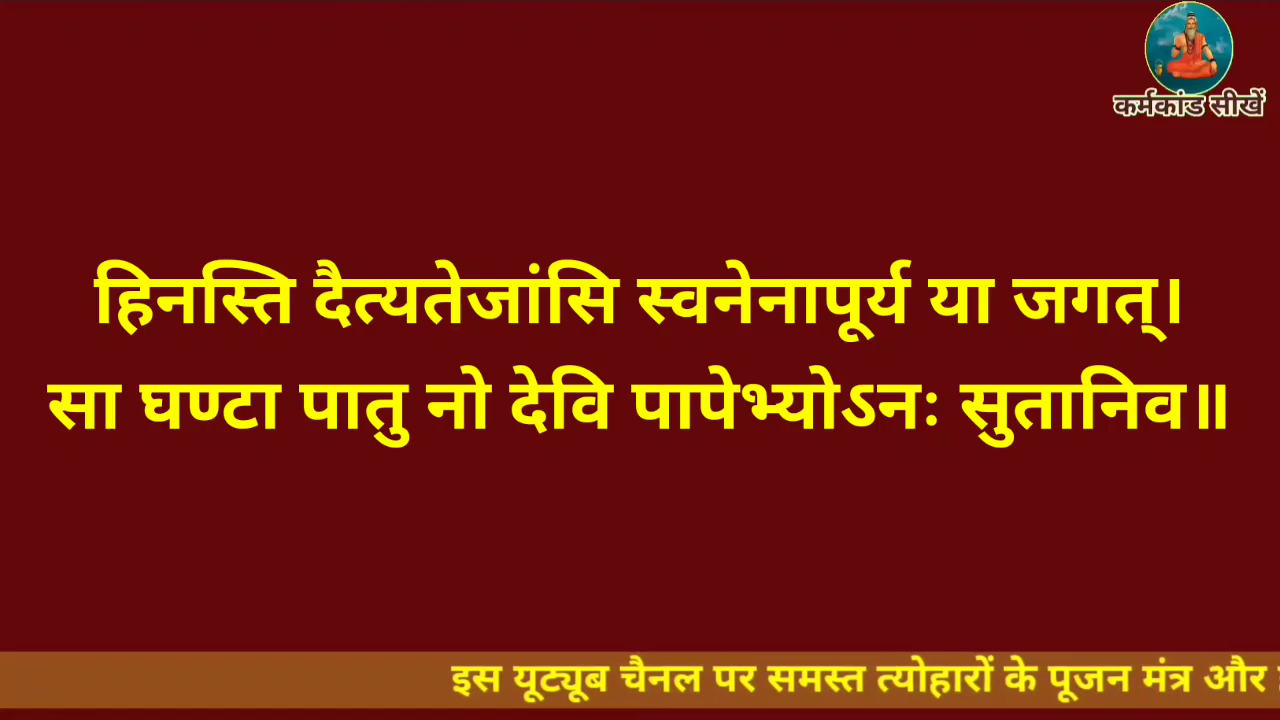 कर्मकांड सीखें
हिनस्ति दैत्यतेजांसि स्वनेनापूर्य या जगत्।
सा घण्टा पातु नो देवि पापेभ्योऽनः सुतानिव॥
इस यूट्यूब चैनल पर समस्त त्योहारों के पूजन मंत्र और